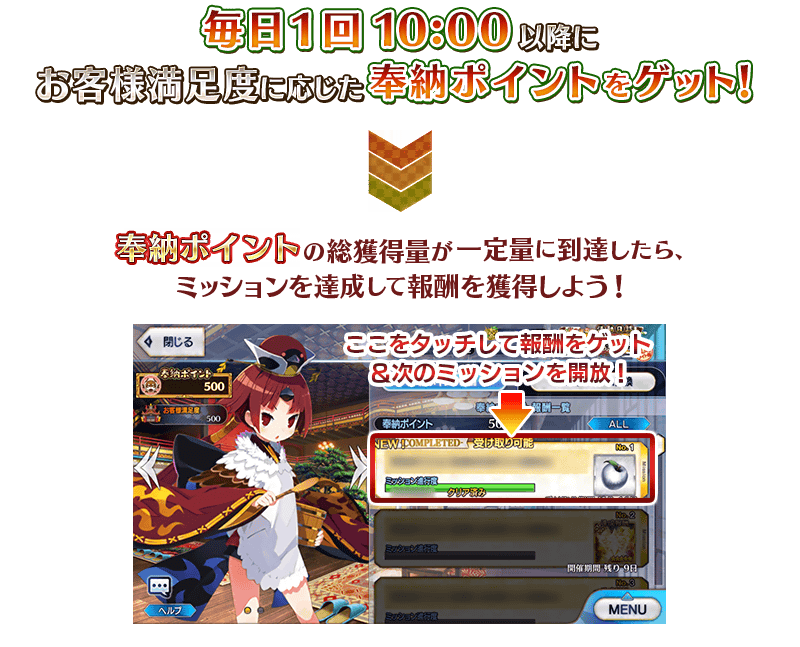 毎日1回 10:00 以降に
お客様満足度に応じた 奉納ポイントをゲット!
奉納ポイントの総獲得量が一定量に到達したら、
ミッションを達成して報酬を獲得しよう!
閉じる
ここをタッチして報酬をゲット
&次のミッションを開放!
奉納ポイント
500
お客様満足度
500
報酬一覧
奉納ポイント
ALL
NEW! COMPLETED 受け取り可能
No.1
ミッション進行度
クリア済み
No.2
ミッション進行度
開催期間 残り 9日
No.3
ミッション進行度
ヘルプ
MENU